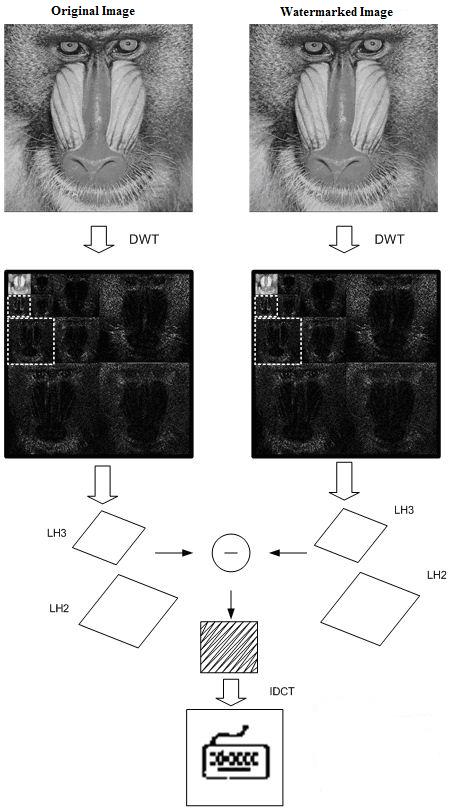 Original Image
Watermarked Image
DWT
DWT
LH3
LH3
LH2
LH2
IDCT